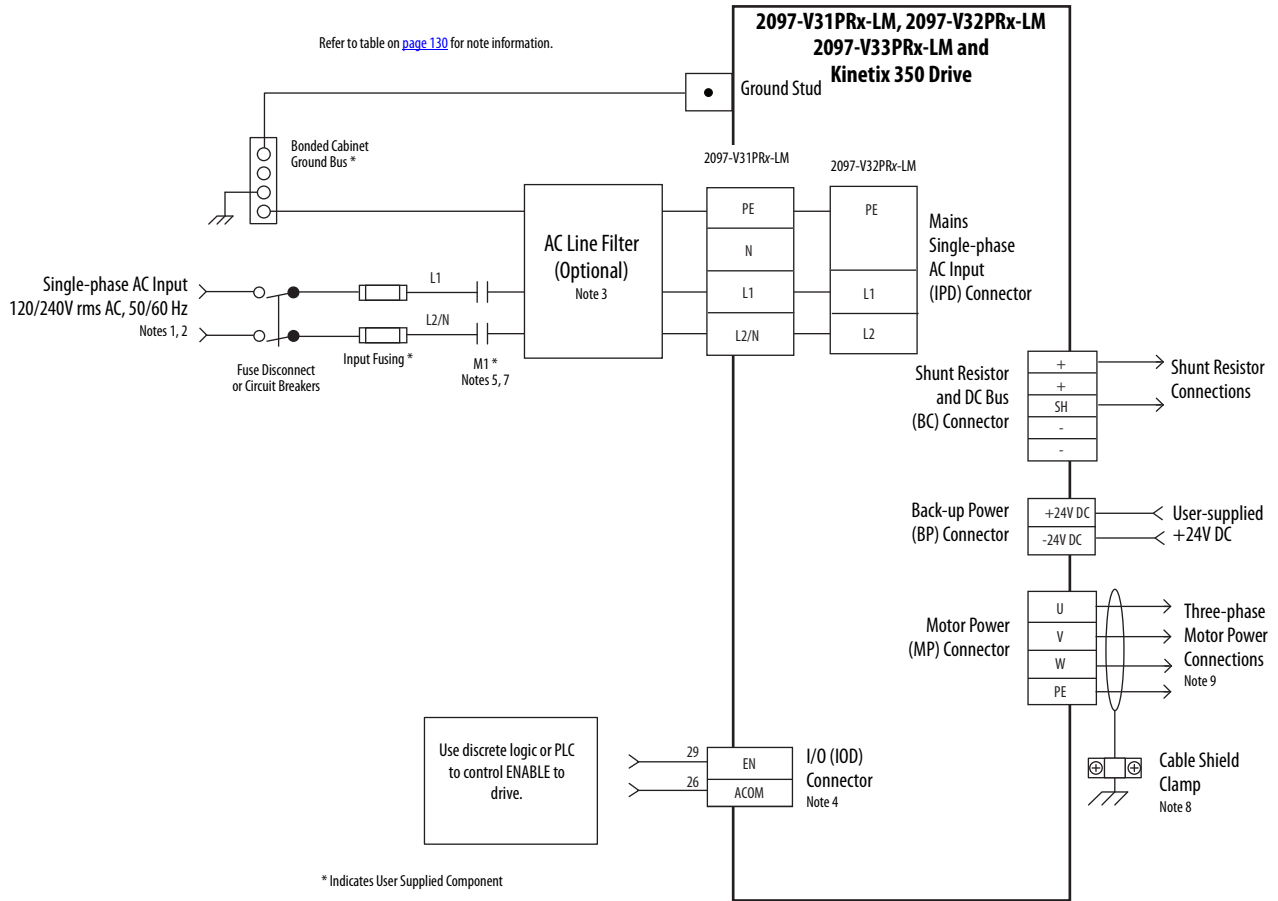 2097-V31PRx-LM, 2097-V32PRx-LM
2097-V33PRx-LM and
Kinetix 350 Drive
Refer to table on page 130 for note information.
Ground Stud
Bonded Cabinet
Ground Bus *
2097-V31PRx-LM
2097-V32PRx-LM
AC Line Filter
(Optional)
Note 3
PE
N
L1
L2/N
PE
L1
L2
Mains
Single-phase
AC Input
(IPD) Connector
Single-phase AC Input
120/240V rms AC, 50/60 Hz
Notes 1, 2
L1
L2/N
Fuse Disconnect
or Circuit Breakers
Input Fusing *
M1 *
Notes 5, 7
Shunt Resistor
and DC Bus
(BC) Connector
+
+
SH
-
-
Shunt Resistor
Connections
Back-up Power
(BP) Connector
+24V DC
-24V DC
User-supplied
+24V DC
Motor Power
(MP) Connector
U
V
W
PE
Three-phase
Motor Power
Connections
Note 9
Use discrete logic or PLC
to control ENABLE to
drive.
29
26
EN
ACOM
I/O (IOD)
Connector
Note 4
Cable Shield
Clamp
Note 8
* Indicates User Supplied Component